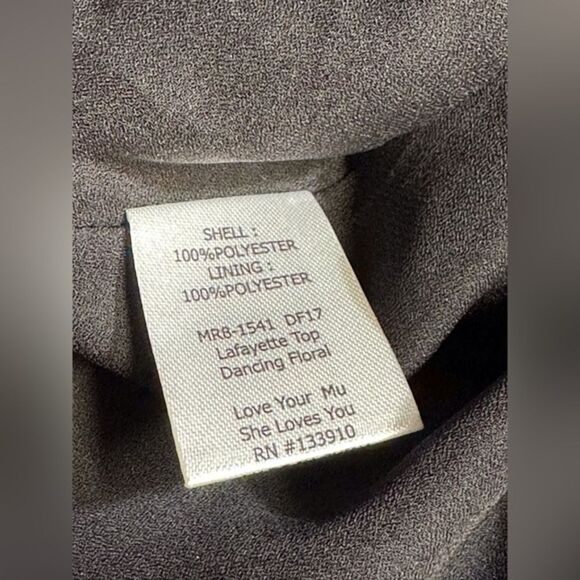 SHELL :
100%POLYESTER
LINING :
100%POLYESTER
MR8-1541 DF17
Lafayette Top
Dancing Floral
Love Your Mu
She Loves You
RN #133910